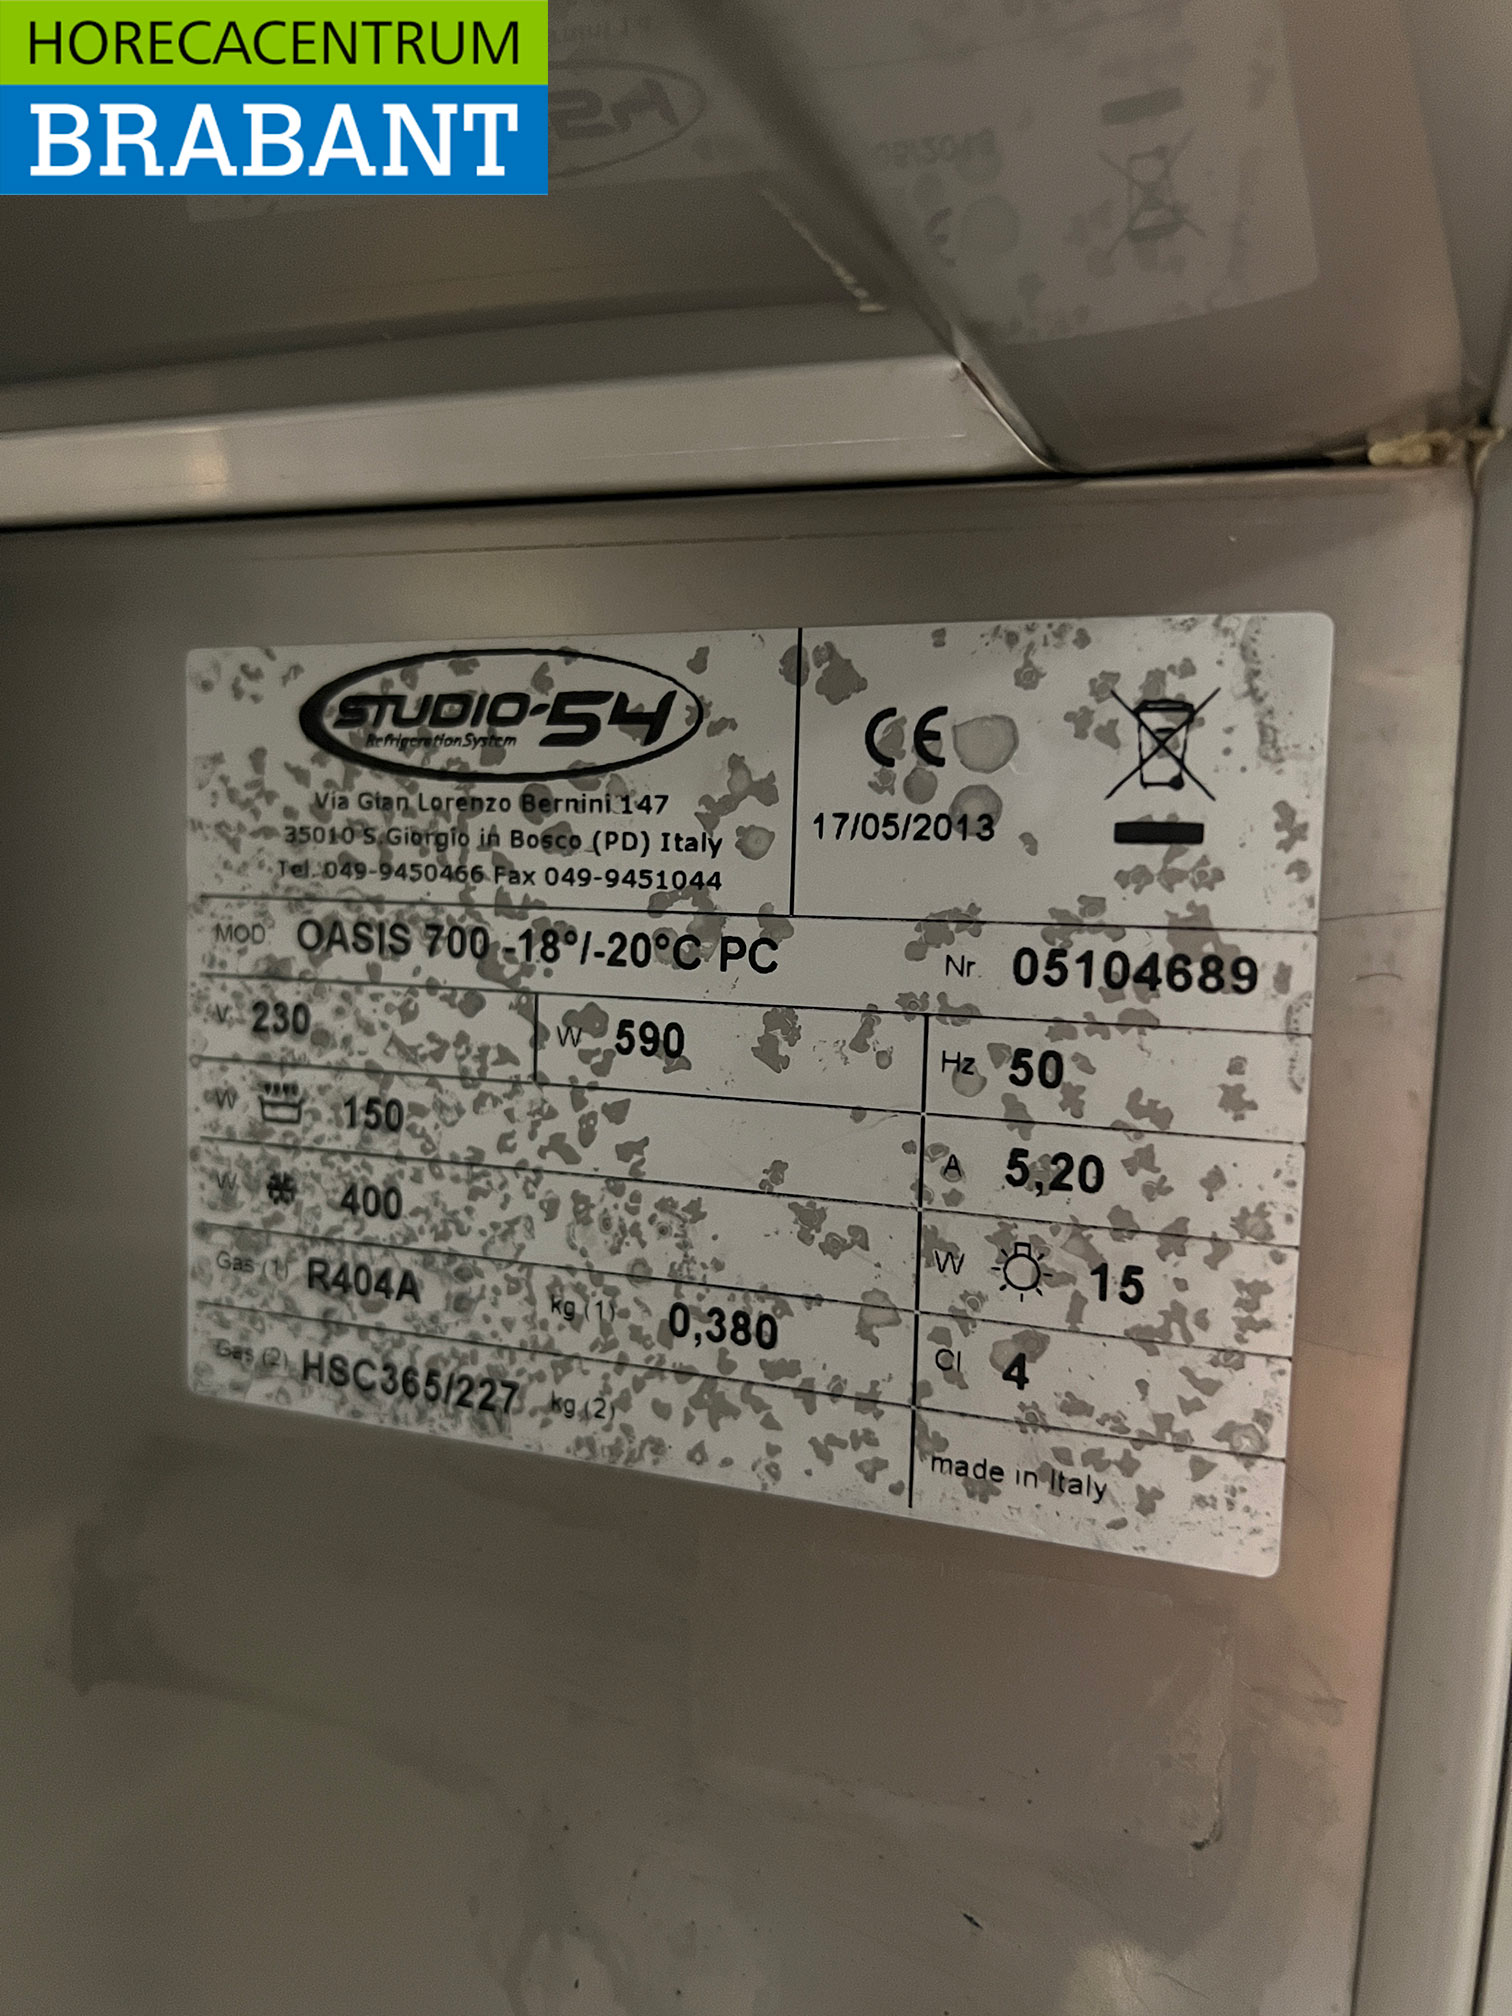 HORECACENTRUM
BRABANT
STUDIO-54
RefrigerationSystem
Via Gian Lorenzo Bernini 147
35010 S.Giorgio in Bosco (PD) Italy
Tel. 049-9450466 Fax 049-9451044
CE
17/05/2013
MOD OASIS 700 -18°/-20°C PC
Nr. 05104689
V 230
W 590
Hz 50
W 150
A 5,20
W 400
W 15
Gas (1) R404A kg (1) 0,380
Cl 4
Gas (2) HSC365/227 kg (2)
made in Italy